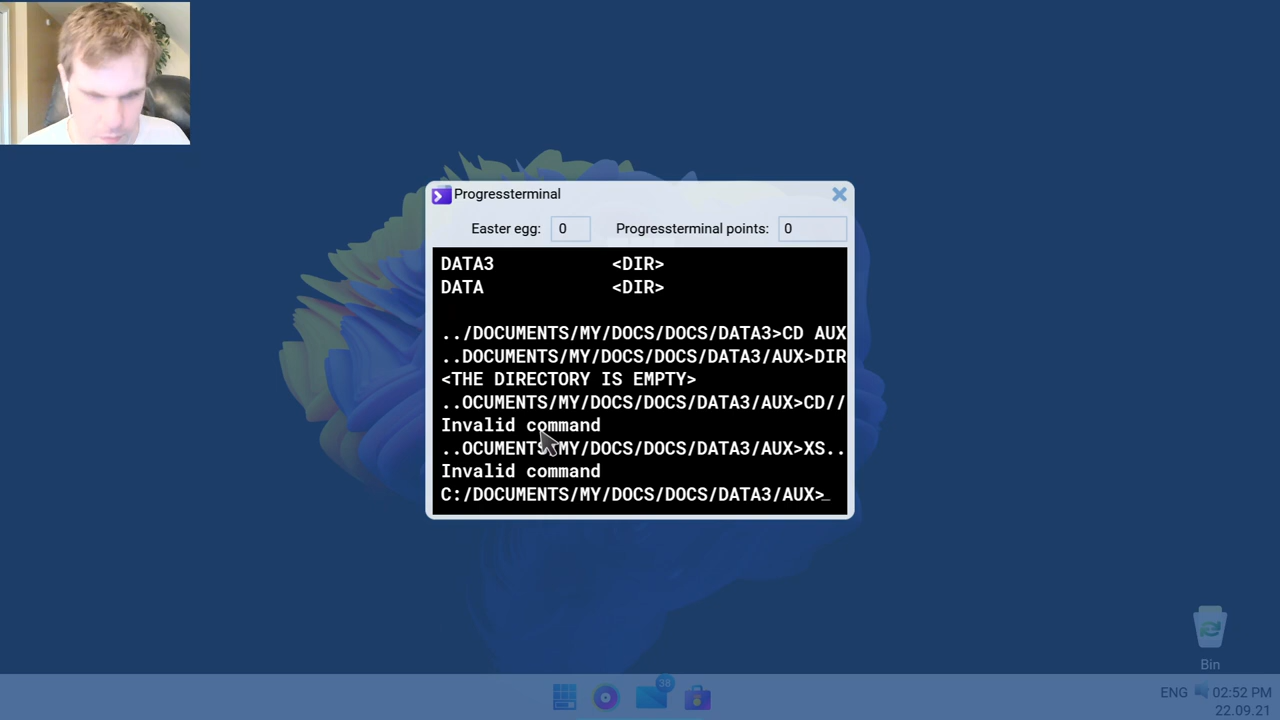 Progressterminal
Easter egg: 0 Progressterminal points: 0
DATA3 <DIR>
DATA <DIR>
../DOCUMENTS/MY/DOCS/DOCS/DATA3>CD AUX
..DOCUMENTS/MY/DOCS/DOCS/DATA3/AUX>DIR
<THE DIRECTORY IS EMPTY>
..OCUMENTS/MY/DOCS/DOCS/DATA3/AUX>CD//
Invalid command
..OCUMENTS/MY/DOCS/DOCS/DATA3/AUX>XS..
Invalid command
C:/DOCUMENTS/MY/DOCS/DOCS/DATA3/AUX>_
Bin
38
ENG 02:52 PM
22.09.21